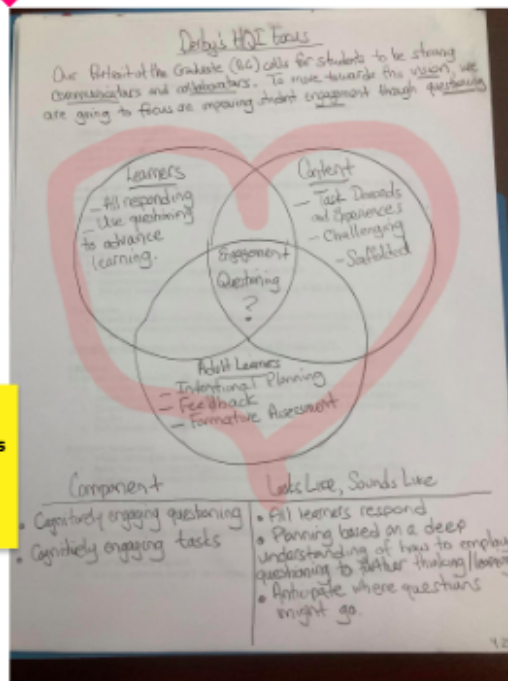 Derby's HQI Focus
Our Portrait of the Graduate calls for students to be strong
communicators and collaborators. To move towards this vision, we
are going to focus on improving student engagement though questioning
Learners
- All responding
- Use questioning
to advance
learning.
Content
- Task Demands
and Experiences
- Challenging
- Scaffolded
Engagement
Questioning
?
Adult Learners
- Intentional Planning
- Feedback
- Formative Assessment
Component
• Cognitively engaging questioning
• Cognitively engaging tasks
Looks Like, Sounds Like
• All learners respond
• Planning based on a deep
understanding of how to employ
questioning to further thinking/
• Anticipate where questions
might go.
s